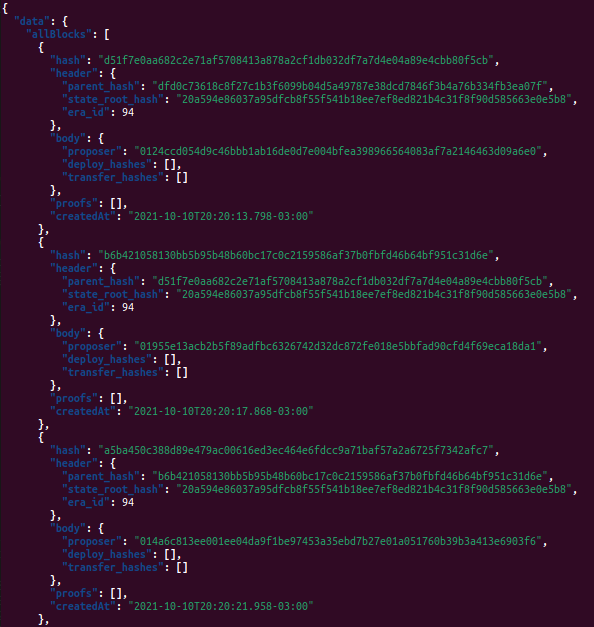 {
  "data": {
    "allBlocks": [
      {
        "hash": "d51f7e0aa682c2e71af5708413a878a2cf1db032df7a7d4e04a89e4cbb80f5cb",
        "header": {
          "parent_hash": "dfd0c73618c8f27c1b3f6099b04d5a49787e38dcd7846f3b4a76b334fb3ea07f",
          "state_root_hash": "20a594e86037a95dfcb8f55f541b18ee7ef8ed821b4c31f8f90d585663e0e5b8",
          "era_id": 94
        },
        "body": {
          "proposer": "0124ccd054d9c46bbb1ab16de0d7e004bfea398966564083af7a2146463d09a6e0",
          "deploy_hashes": [],
          "transfer_hashes": []
        },
        "proofs": [],
        "createdAt": "2021-10-10T20:20:13.798-03:00"
      },
      {
        "hash": "b6b421058130bb5b95b48b60bc17c0c2159586af37b0fbfd46b64bf951c31d6e",
        "header": {
          "parent_hash": "d51f7e0aa682c2e71af5708413a878a2cf1db032df7a7d4e04a89e4cbb80f5cb",
          "state_root_hash": "20a594e86037a95dfcb8f55f541b18ee7ef8ed821b4c31f8f90d585663e0e5b8",
          "era_id": 94
        },
        "body": {
          "proposer": "01955e13acb2b5f89adfbc6326742d32dc872fe018e5bbfad90cfd4f69eca18da1",
          "deploy_hashes": [],
          "transfer_hashes": []
        },
        "proofs": [],
        "createdAt": "2021-10-10T20:20:17.868-03:00"
      },
      {
        "hash": "a5ba450c388d89e479ac00616ed3ec464e6fdcc9a71baf57a2a6725f7342afc7",
        "header": {
          "parent_hash": "b6b421058130bb5b95b48b60bc17c0c2159586af37b0fbfd46b64bf951c31d6e",
          "state_root_hash": "20a594e86037a95dfcb8f55f541b18ee7ef8ed821b4c31f8f90d585663e0e5b8",
          "era_id": 94
        },
        "body": {
          "proposer": "014a6c813ee001ee04da9f1be97453a35ebd7b27e01a051760b39b3a413e6903f6",
          "deploy_hashes": [],
          "transfer_hashes": []
        },
        "proofs": [],
        "createdAt": "2021-10-10T20:20:21.958-03:00"
      },